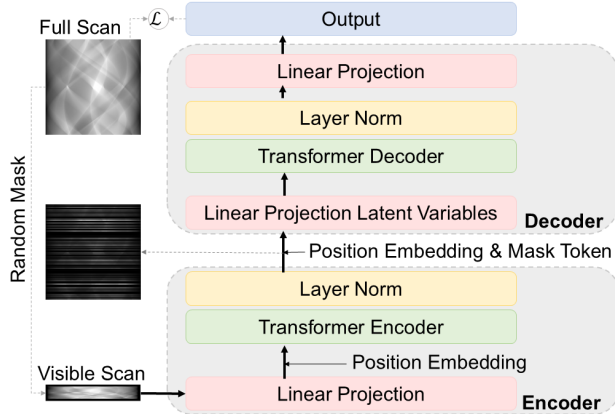 Full Scan
ℒ
Output
Linear Projection
Layer Norm
Transformer Decoder
Linear Projection Latent Variables
Decoder
Random Mask
Position Embedding & Mask Token
Layer Norm
Transformer Encoder
Visible Scan
Position Embedding
Linear Projection
Encoder